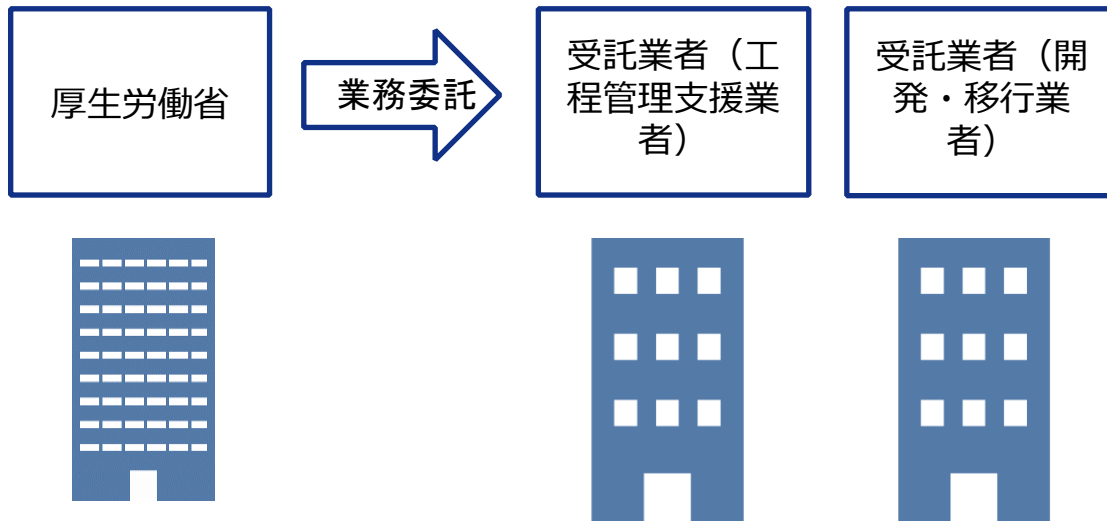 厚生労働省
業務委託
受託業者（工
程管理支援業
者）
受託業者（開
発・移行業
者）